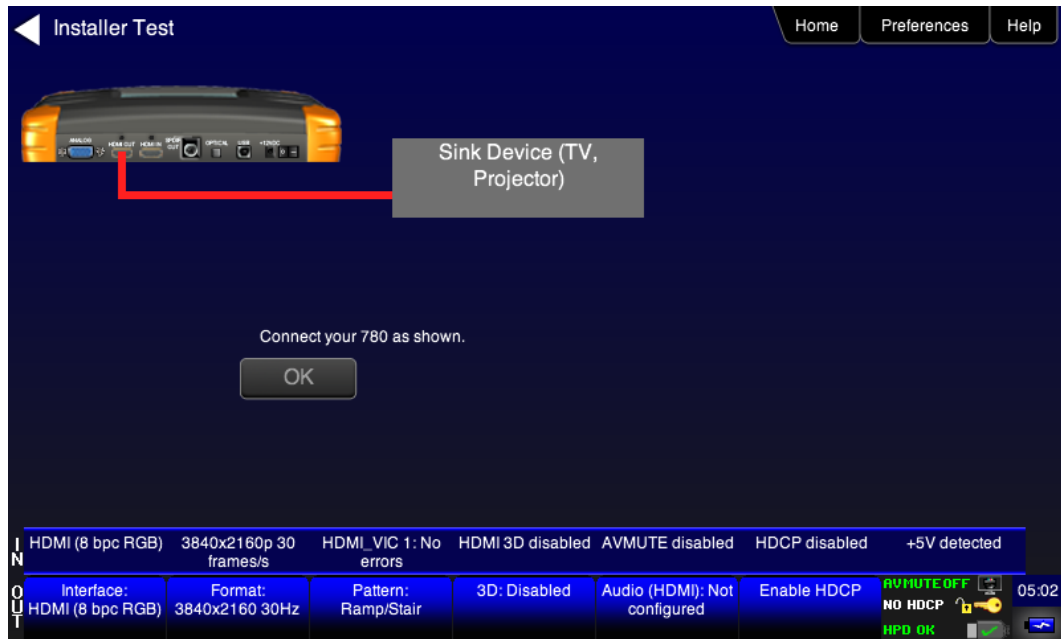 Installer Test
Home
Preferences
Help
ANALOG
HDMI OUT
HDMI IN
SPDIF
OUT
OPTICAL
USB
+12VDC
Sink Device (TV,
Projector)
Connect your 780 as shown.
OK
IN
HDMI (8 bpc RGB)
3840x2160p 30
frames/s
HDMI_VIC 1: No
errors
HDMI 3D disabled
AVMUTE disabled
HDCP disabled
+5V detected
OUT
Interface:
HDMI (8 bpc RGB)
Format:
3840x2160 30Hz
Pattern:
Ramp/Stair
3D: Disabled
Audio (HDMI): Not
configured
Enable HDCP
AVMUTEOFF
NO HDCP
HPD OK
05:02